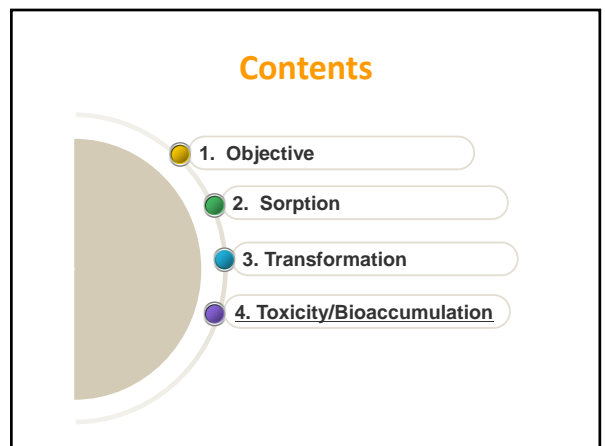 Contents
1. Objective
2. Sorption
3. Transformation
4. Toxicity/Bioaccumulation